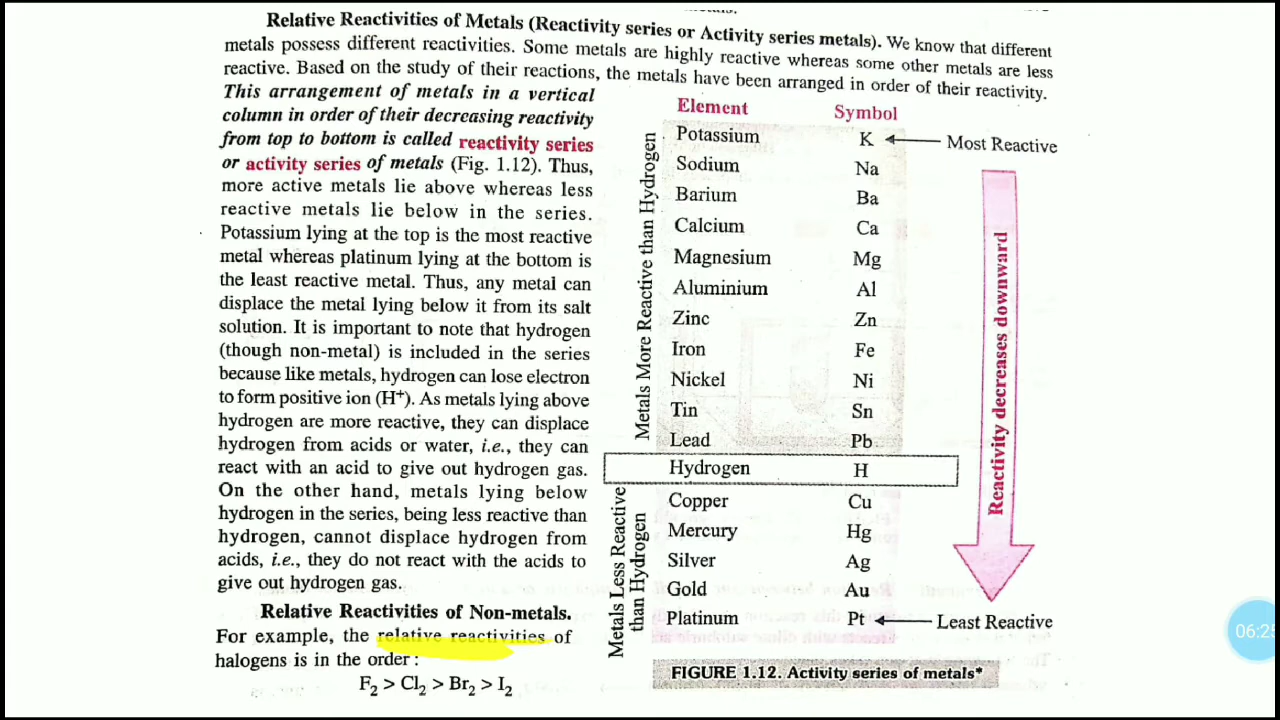 Relative Reactivities of Metals (Reactivity series or Activity series metals). We know that different
metals possess different reactivities. Some metals are highly reactive whereas some other metals are less
reactive. Based on the study of their reactions, the metals have been arranged in order of their reactivity.
This arrangement of metals in a vertical
column in order of their decreasing reactivity
from top to bottom is called reactivity series
or activity series of metals (Fig. 1.12). Thus,
more active metals lie above whereas less
reactive metals lie below in the series.
Potassium lying at the top is the most reactive
metal whereas platinum lying at the bottom is
the least reactive metal. Thus, any metal can
displace the metal lying below it from its salt
solution. It is important to note that hydrogen
(though non-metal) is included in the series
because like metals, hydrogen can lose electron
to form positive ion (H⁺). As metals lying above
hydrogen are more reactive, they can displace
hydrogen from acids or water, i.e., they can
react with an acid to give out hydrogen gas.
On the other hand, metals lying below
hydrogen in the series, being less reactive than
hydrogen, cannot displace hydrogen from
acids, i.e., they do not react with the acids to
give out hydrogen gas.
Relative Reactivities of Non-metals.
For example, the relative reactivities of
halogens is in the order :
F₂ > Cl₂ > Br₂ > I₂
Element Symbol
Potassium K Most Reactive
Sodium Na
Barium Ba
Calcium Ca
Magnesium Mg
Aluminium Al
Zinc Zn
Iron Fe
Nickel Ni
Tin Sn
Lead Pb
Hydrogen H
Copper Cu
Mercury Hg
Silver Ag
Gold Au
Platinum Pt Least Reactive
Metals More Reactive than Hydrogen
Metals Less Reactive
than Hydrogen
Reactivity decreases downward
FIGURE 1.12. Activity series of metals*
06:25